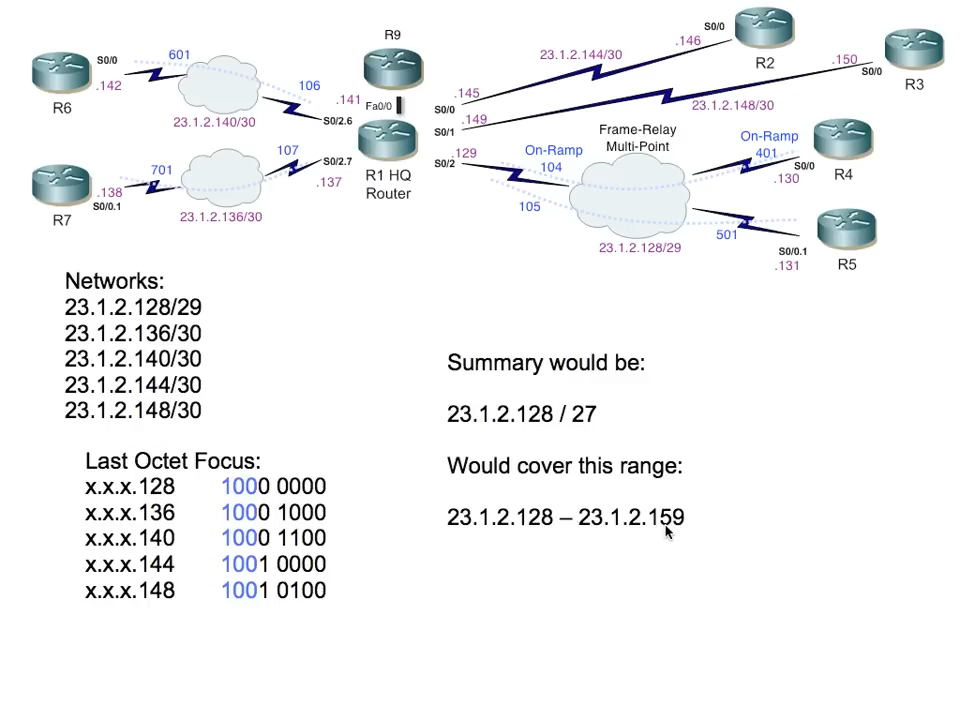 R9
R6
S0/0
.142
601
106
23.1.2.140/30
.141
Fa0/0
S0/2.6
R7
.138
S0/0.1
701
107
23.1.2.136/30
S0/2.7
.137
R1 HQ
Router
.145
S0/0
.149
S0/1
.129
S0/2
23.1.2.144/30
.146
S0/0
R2
.150
S0/0
R3
23.1.2.148/30
Frame-Relay
Multi-Point
On-Ramp
104
105
On-Ramp
401
S0/0
.130
R4
501
23.1.2.128/29
S0/0.1
.131
R5
Networks:
23.1.2.128/29
23.1.2.136/30
23.1.2.140/30
23.1.2.144/30
23.1.2.148/30
Last Octet Focus:
x.x.x.128 1000 0000
x.x.x.136 1000 1000
x.x.x.140 1000 1100
x.x.x.144 1001 0000
x.x.x.148 1001 0100
Summary would be:
23.1.2.128 / 27
Would cover this range:
23.1.2.128 – 23.1.2.159